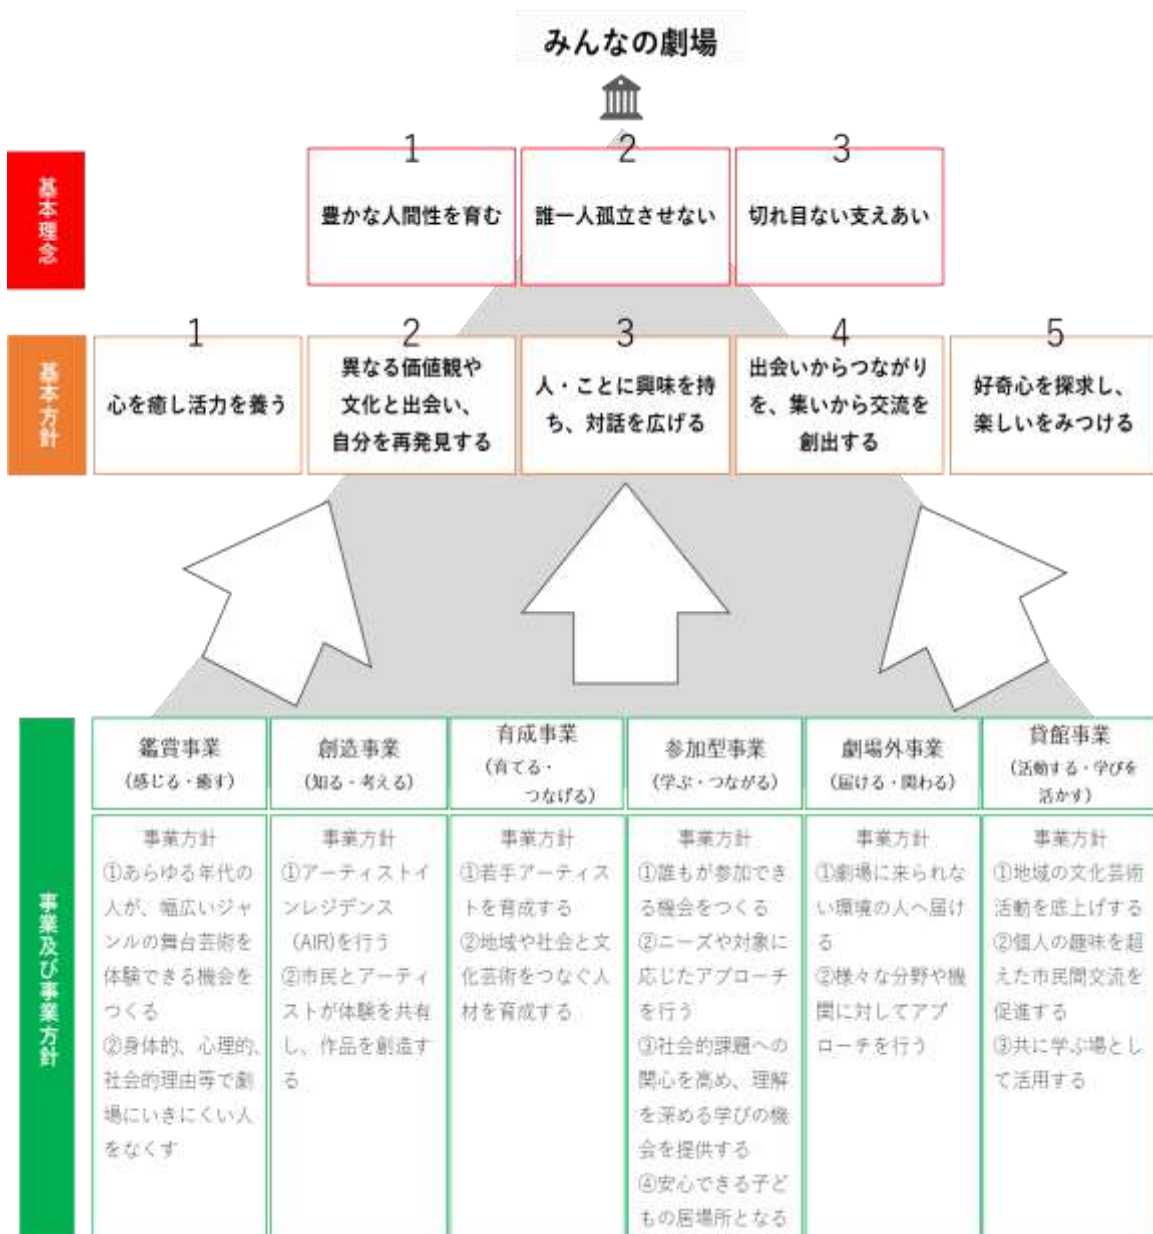 みんなの劇場
基本理念
1
豊かな人間性を育む
2
誰一人孤立させない
3
切れ目ない支えあい
基本方針
1
心を癒し活力を養う
2
異なる価値観や
文化と出会い、
自分を再発見する
3
人・ことに興味を持
ち、対話を広げる
4
出会いからつながり
を、集いから交流を
創出する
5
好奇心を探求し、
楽しいをみつける
事業及び事業方針
鑑賞事業
(感じる・癒す)
事業方針
①あらゆる年代の
人が、幅広いジャ
ンルの舞台芸術を
体験できる機会を
つくる
②身体的、心理的、
社会的理由等で劇
場にいきにくい人
をなくす
創造事業
(知る・考える)
事業方針
①アーティストイ
ンレジデンス
(AIR)を行う
②市民とアーティ
ストが体験を共有
し、作品を創造す
る
育成事業
(育てる・
つなげる)
事業方針
①若手アーティス
トを育成する
②地域や社会と文
化芸術をつなぐ人
材を育成する
参加型事業
(学ぶ・つながる)
事業方針
①誰もが参加でき
る機会をつくる
②ニーズや対象に
応じたアプローチ
を行う
③社会的課題への
関心を高め、理解
を深める学びの機
会を提供する
④安心できる子ど
もの居場所となる
劇場外事業
(届ける・関わる)
事業方針
①劇場に来られな
い環境の人へ届け
る
②様々な分野や機
関に対してアプ
ローチを行う
貸館事業
(活動する・学びを
活かす)
事業方針
①地域の文化芸術
活動を底上げする
②個人の趣味を超
えた市民間交流を
促進する
③共に学ぶ場とし
て活用する